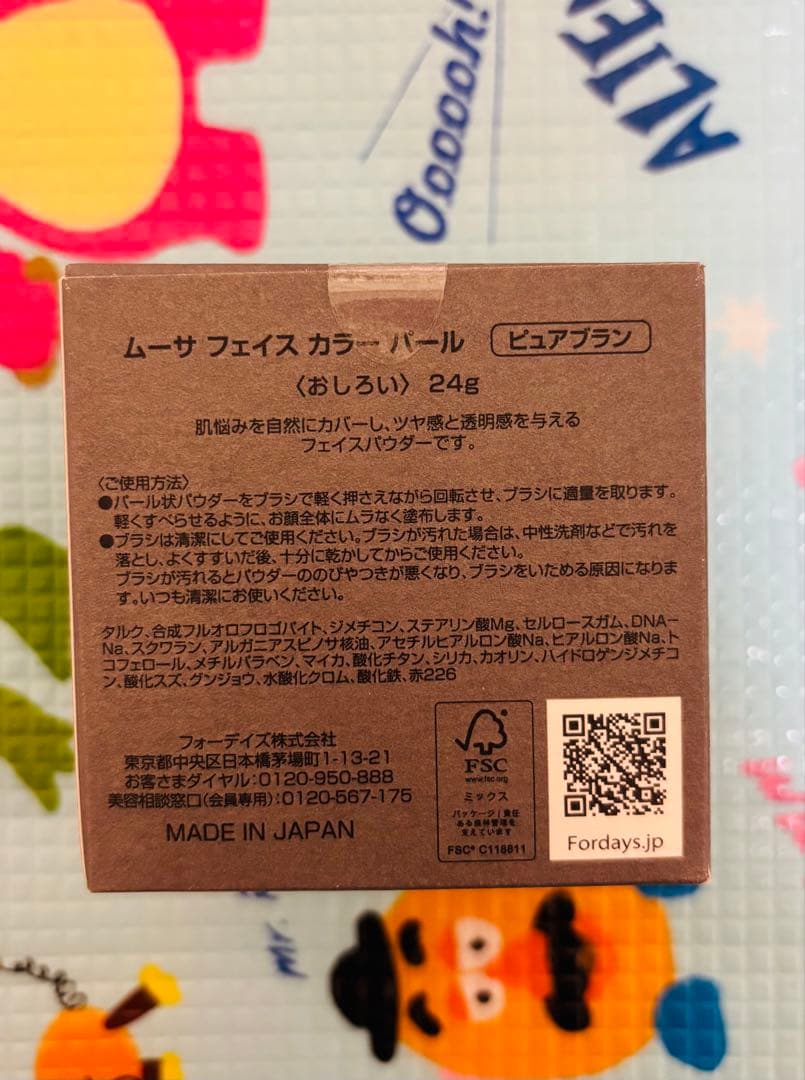 Oooooh!
ALIEN
ムーサ フェイス カラー パール ピュアブラン
〈おしろい〉 24g
肌悩みを自然にカバーし、ツヤ感と透明感を与える
フェイスパウダーです。
〈ご使用方法〉
●パール状パウダーをブラシで軽く押さえながら回転させ、ブラシに適量を取ります。
軽くすべらせるように、お顔全体にムラなく塗布します。
●ブラシは清潔にしてご使用ください。ブラシが汚れた場合は、中性洗剤などで汚れを
落とし、よくすすいだ後、十分に乾かしてからご使用ください。
ブラシが汚れるとパウダーののびやつきが悪くなり、ブラシをいためる原因になりま
す。いつも清潔にお使いください。
タルク、合成フルオロフロゴパイト、ジメチコン、ステアリン酸Mg、セルロースガム、DNA-
Na、スクワラン、アルガニアスピノサ核油、アセチルヒアルロン酸Na、ヒアルロン酸Na、ト
コフェロール、メチルパラベン、マイカ、酸化チタン、シリカ、カオリン、ハイドロゲンジメチコ
ン、酸化スズ、グンジョウ、水酸化クロム、酸化鉄、赤226
フォーデイズ株式会社
東京都中央区日本橋茅場町1-13-21
お客さまダイヤル:0120-950-888
美容相談窓口(会員専用):0120-567-175
MADE IN JAPAN
FSC
www.fsc.org
ミックス
パッケージ|責任
ある森林管理を
支えています
FSC® C118811
Fordays.jp
Mr.